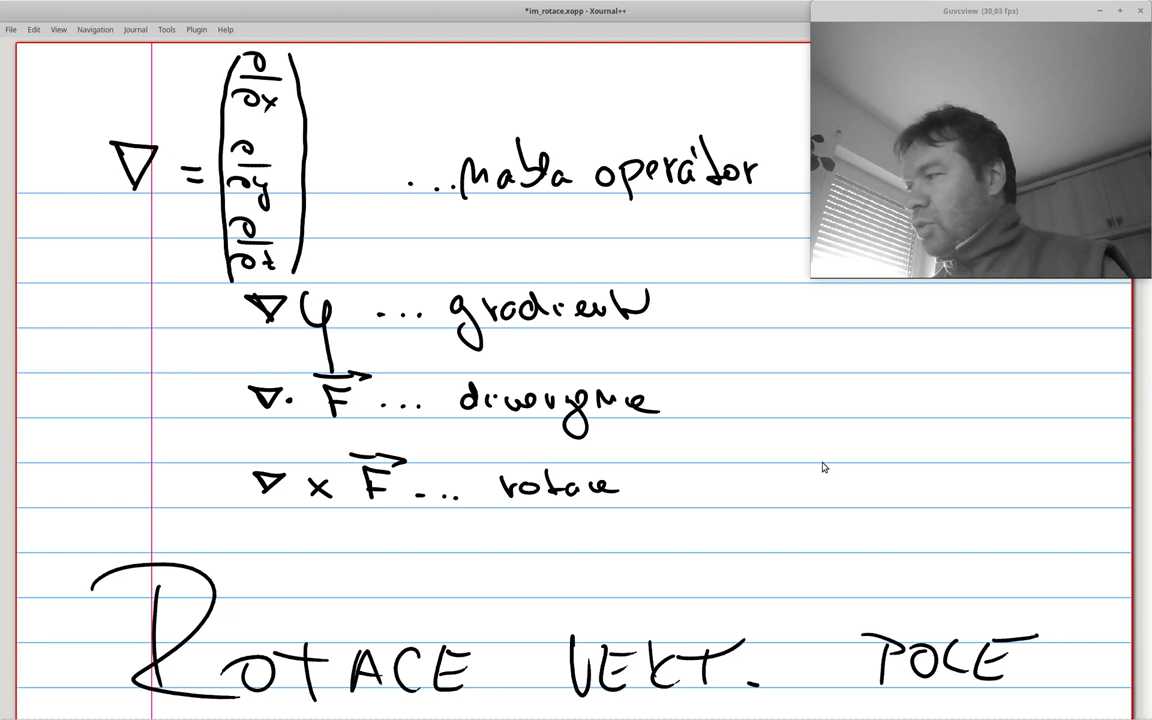 *im_rotace.xopp - Xournal++
File Edit View Navigation Journal Tools Plugin Help
Guvcview (30,03 fps)
∇ = (∂/∂x ∂/∂y ∂/∂z) ...nabla operátor
∇φ ... gradient
∇· F⃗ ... divergence
∇ × F⃗ ... rotace
ROTACE VEKT. POLE